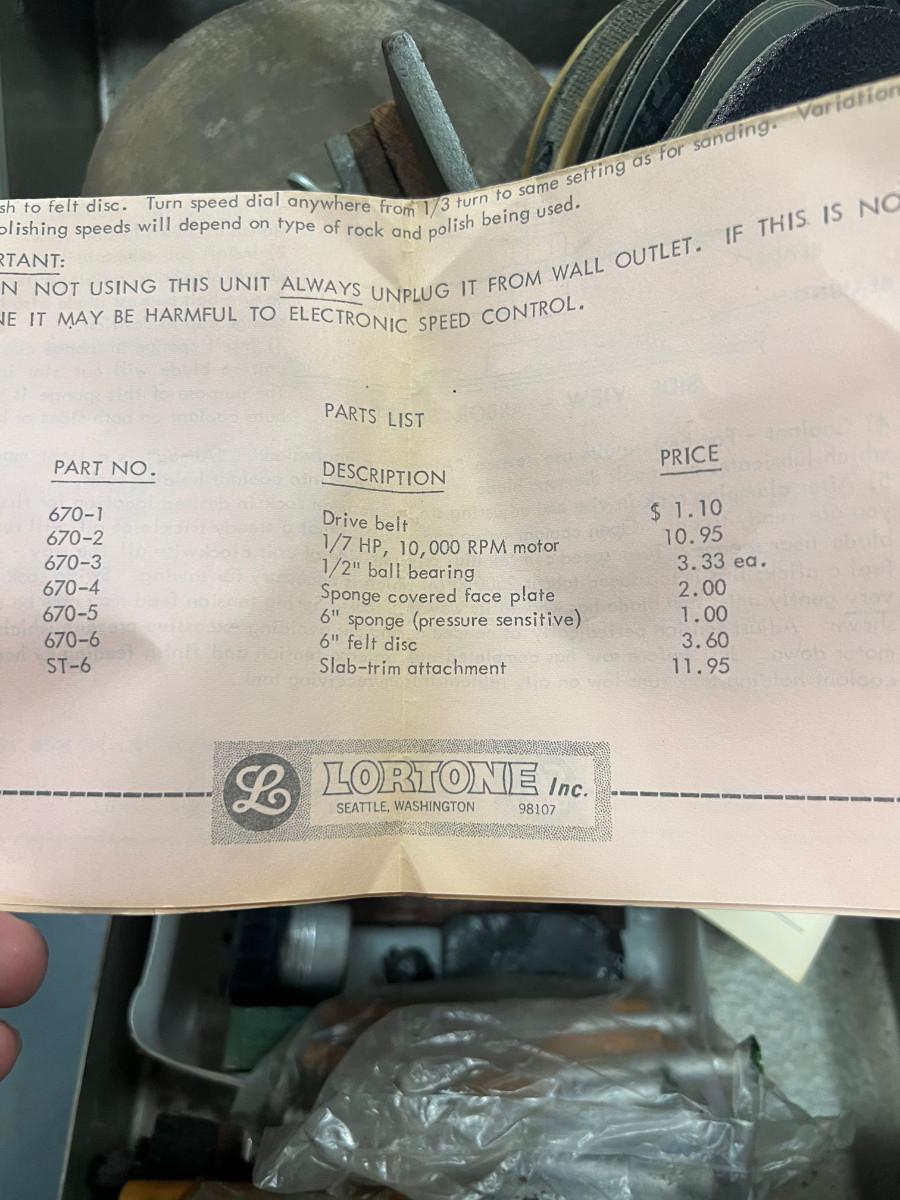 sh to felt disc. Turn speed dial anywhere from 1/3 turn to same setting as for sanding. Variation
olishing speeds will depend on type of rock and polish being used.
RTANT:
N NOT USING THIS UNIT ALWAYS UNPLUG IT FROM WALL OUTLET. IF THIS IS NO
NE IT MAY BE HARMFUL TO ELECTRONIC SPEED CONTROL.
PARTS LIST
PART NO. DESCRIPTION PRICE
670-1 Drive belt $ 1.10
670-2 1/7 HP, 10,000 RPM motor 10.95
670-3 1/2" ball bearing 3.33 ea.
670-4 Sponge covered face plate 2.00
670-5 6" sponge (pressure sensitive) 1.00
670-6 6" felt disc 3.60
ST-6 Slab-trim attachment 11.95
L LORTONE Inc.
SEATTLE, WASHINGTON 98107